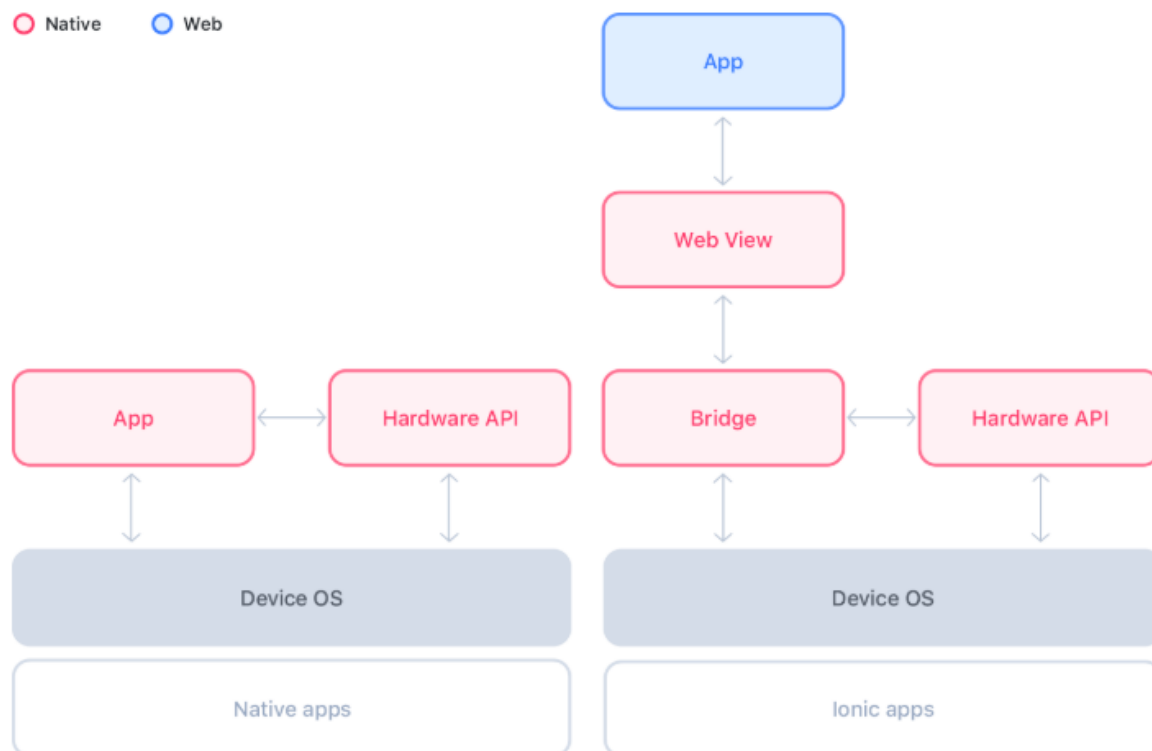 Native
Web
App
Web View
App
Hardware API
Bridge
Hardware API
Device OS
Device OS
Native apps
Ionic apps